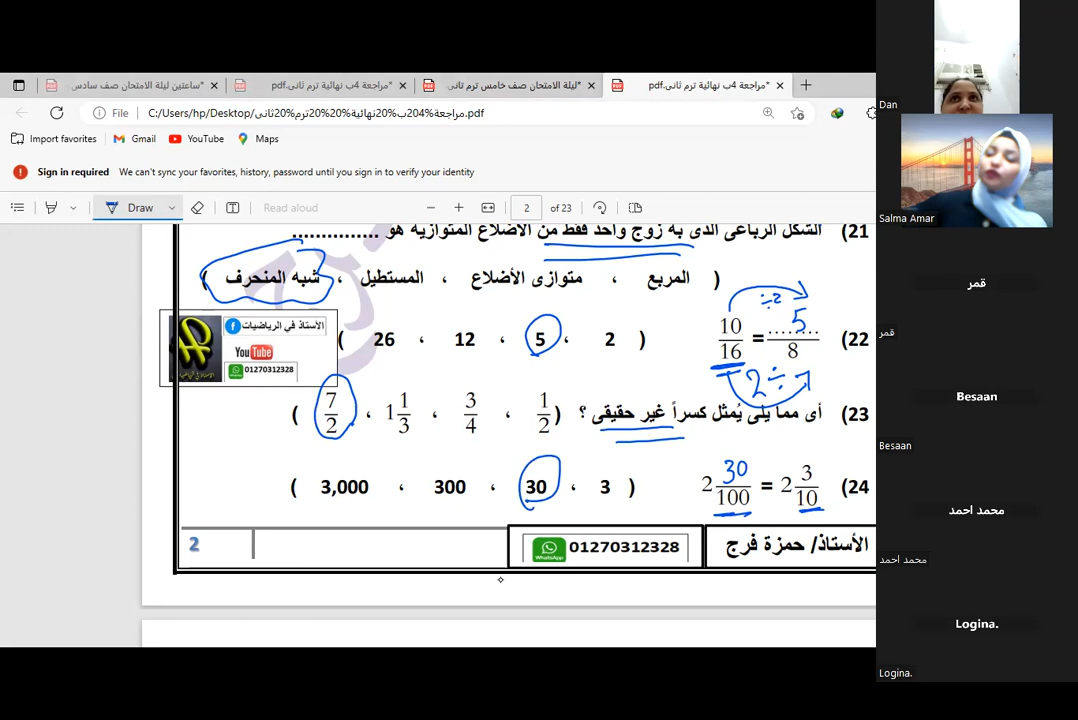 *ساعتين ليلة الامتحان صف سادس
*مراجعة 4ب نهائية ترم ثانى.pdf
*ليلة الامتحان صف خامس ترم ثانى
*مراجعة 4ب نهائية ترم ثانى.pdf
File C:/Users/hp/Desktop/مراجعة%204ب%20نهائية%20%20ترم%20ثانى.pdf
Import favorites Gmail YouTube Maps
Sign in required We can't sync your favorites, history, password until you sign in to verify your identity
Draw Read aloud 2 of 23
21) الشكل الرباعى الذى به زوج واحد فقط من الأضلاع المتوازية هو ...............
( المربع ، متوازى الأضلاع ، المستطيل ، شبه المنحرف )
÷2
22) 10/16 = ....5..../8 ( 2 ، 5 ، 12 ، 26 )
2÷
الأستاذ في الرياضيات
YouTube
01270312328
23) أى مما يلى يُمثل كسراً غير حقيقى ؟ ( 1/2 ، 3/4 ، 1 1/3 ، 7/2 )
24) 2 3/10 = 2 30/100 ( 3 ، 30 ، 300 ، 3,000 )
الأستاذ/ حمزة فرج WhatsApp 01270312328 2
Dan
Salma Amar
قمر
قمر
Besaan
Besaan
محمد احمد
محمد احمد
Logina.
Logina.